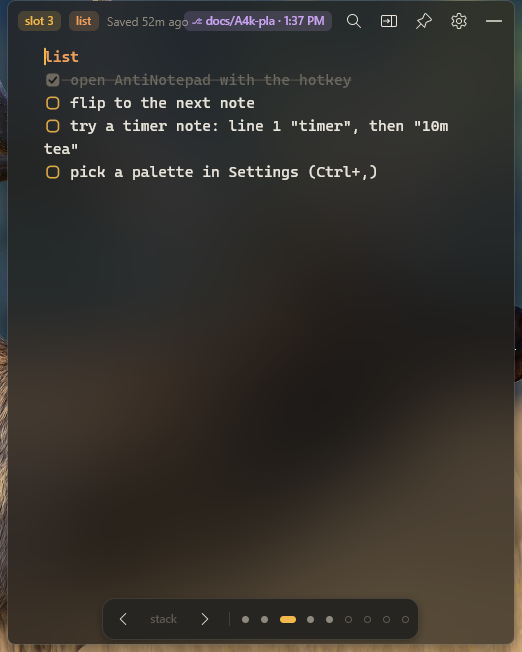 slot 3 list Saved 52m ago docs/A4k-pla · 1:37 PM
list
open AntiNotepad with the hotkey
flip to the next note
try a timer note: line 1 "timer", then "10m
tea"
pick a palette in Settings (Ctrl+,)
stack